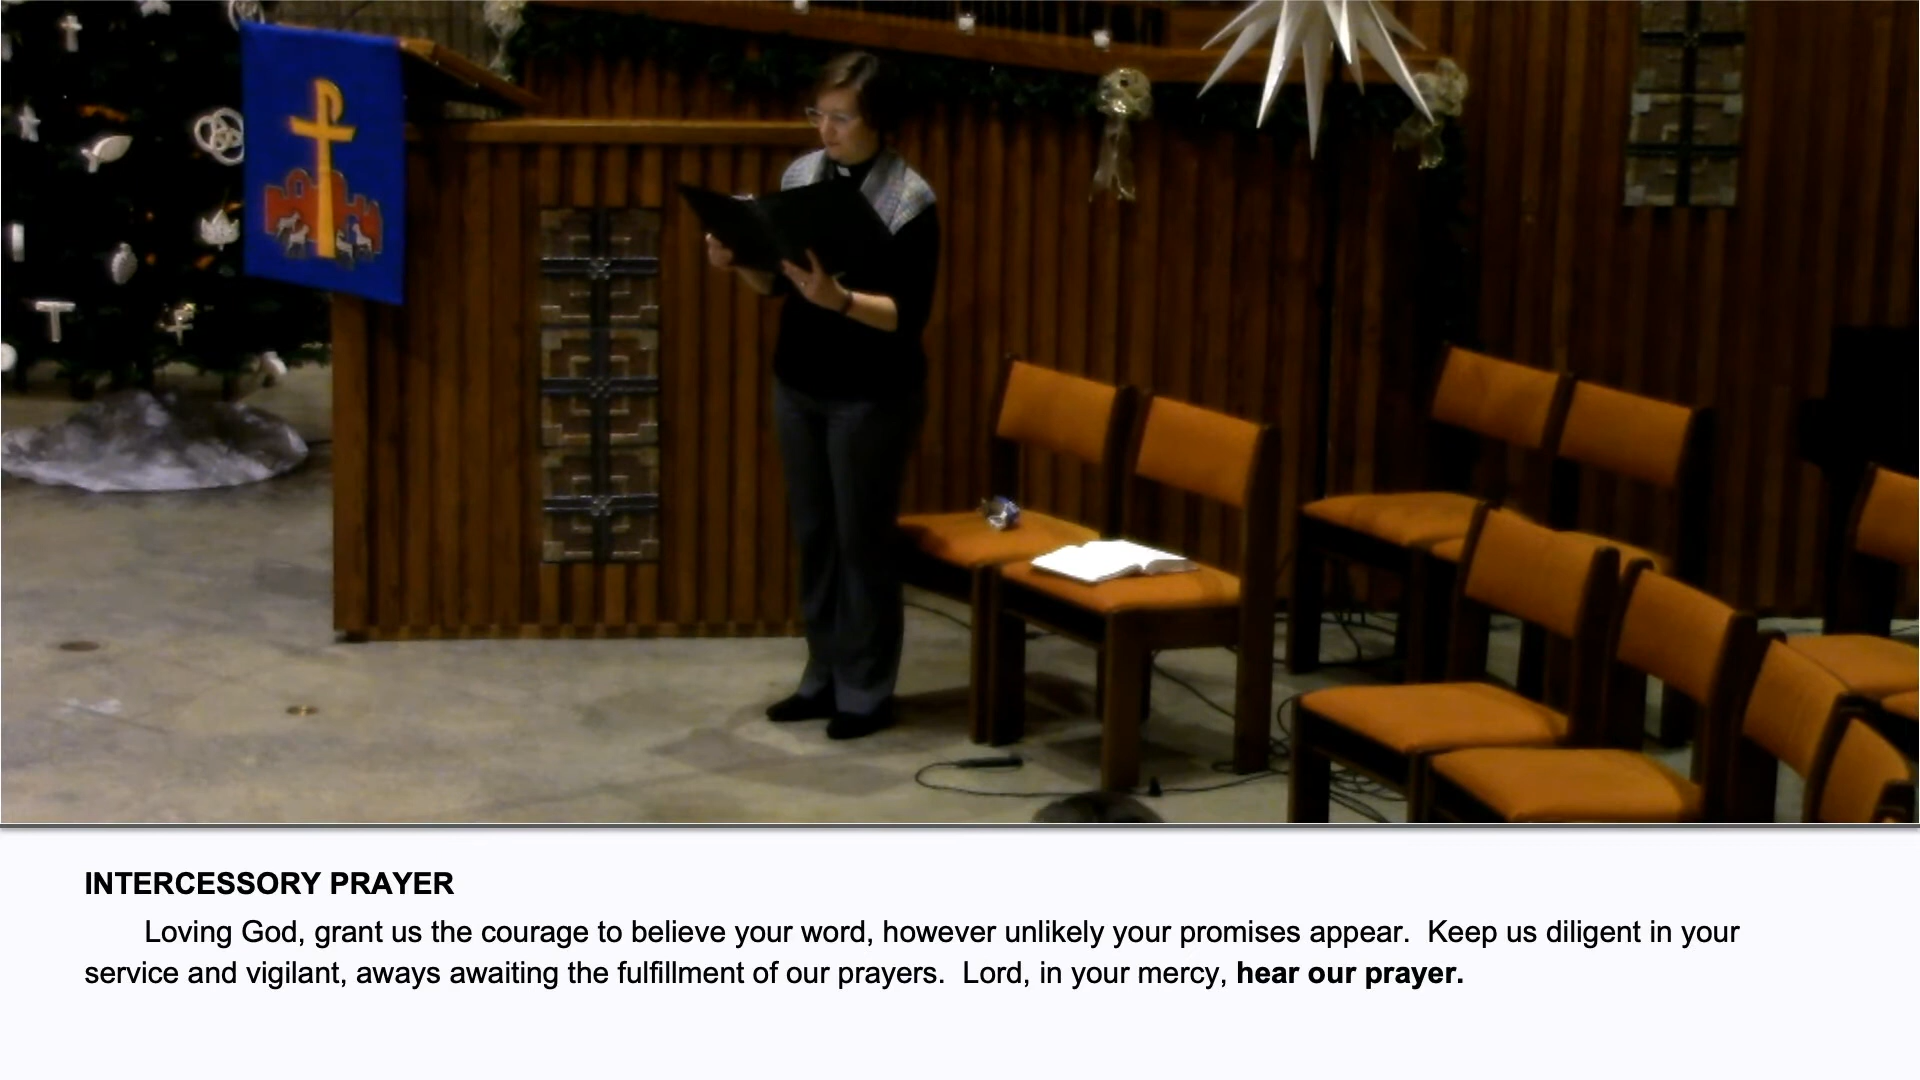 INTERCESSORY PRAYER
Loving God, grant us the courage to believe your word, however unlikely your promises appear.  Keep us diligent in your
service and vigilant, aways awaiting the fulfillment of our prayers.  Lord, in your mercy, hear our prayer.